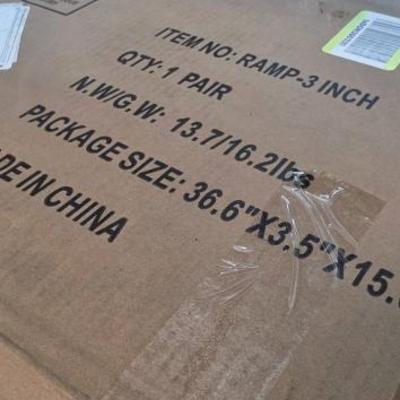 ITEM NO: RAMP-3 INCH
QTY: 1 PAIR
N.W/G.W: 13.7/16.2lbs
PACKAGE SIZE: 36.6"X3.5"X15.
DE IN CHINA